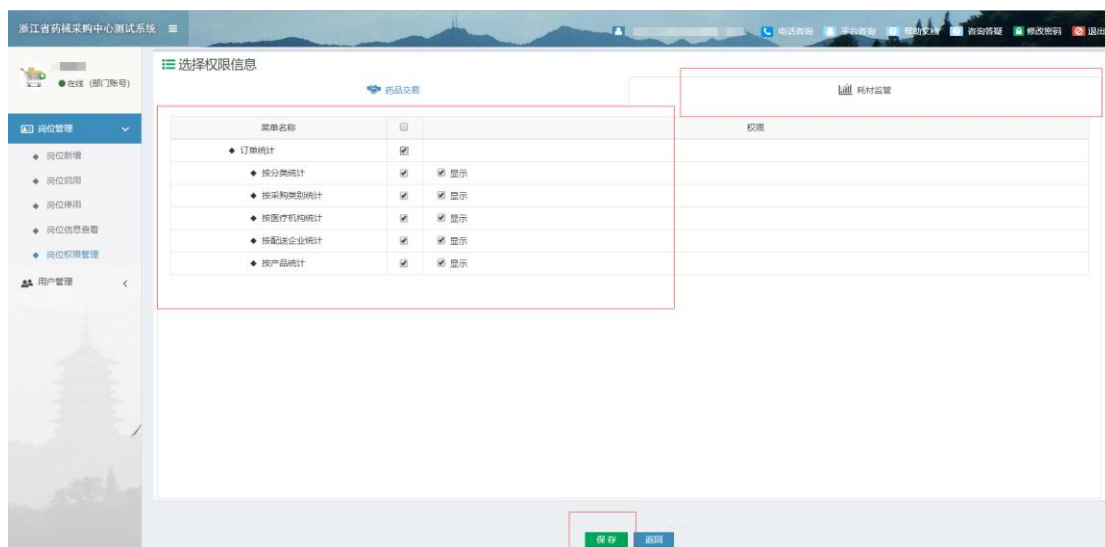 浙江省药械采购中心测试系统
电话咨询 平台咨询 帮助文档 咨询答疑 修改密码 退出
在线 (部门账号)
选择权限信息
药品交易
耗材监管
岗位管理
岗位新增
岗位启用
岗位停用
岗位信息查看
岗位权限管理
用户管理
菜单名称 权限
订单统计
按分类统计 显示
按采购类别统计 显示
按医疗机构统计 显示
按配送企业统计 显示
按产品统计 显示
保存 返回